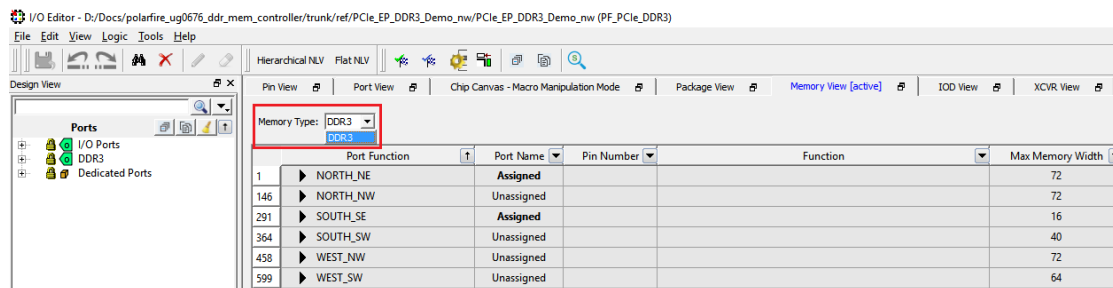 I/O Editor - D:/Docs/polarfire_ug0676_ddr_mem_controller/trunk/ref/PCIe_EP_DDR3_Demo_nw/PCIe_EP_DDR3_Demo_nw (PF_PCIe_DDR3)
File Edit View Logic Tools Help
Hierarchical NLV Flat NLV
Design View
Pin View Port View Chip Canvas - Macro Manipulation Mode Package View Memory View [active] IOD View XCVR View
Ports
Memory Type: DDR3
DDR3
I/O Ports
DDR3
Dedicated Ports
Port Function Port Name Pin Number Function Max Memory Width
1 NORTH_NE Assigned 72
146 NORTH_NW Unassigned 72
291 SOUTH_SE Assigned 16
364 SOUTH_SW Unassigned 40
458 WEST_NW Unassigned 72
599 WEST_SW Unassigned 64